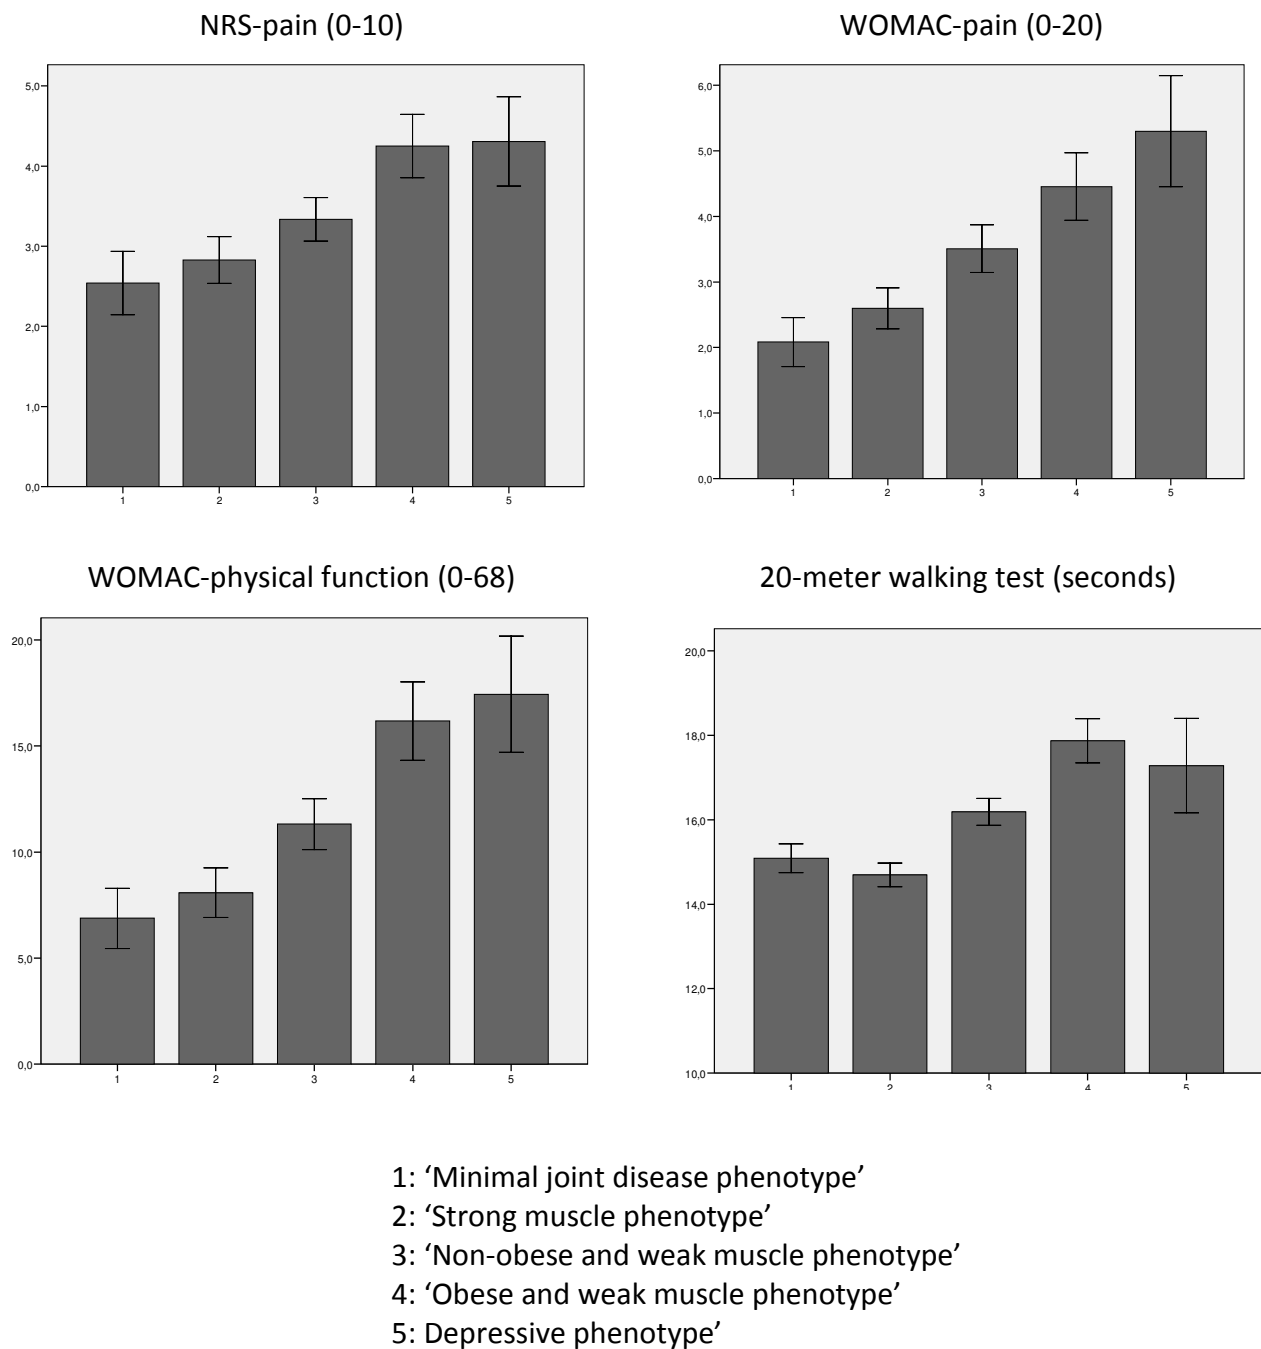 NRS-pain (0-10)
5,0
4,0
3,0
2,0
1,0
0,0
1 2 3 4 5
WOMAC-pain (0-20)
6,0
5,0
4,0
3,0
2,0
1,0
0,0
1 2 3 4 5
WOMAC-physical function (0-68)
20,0
15,0
10,0
5,0
0,0
1 2 3 4 5
20-meter walking test (seconds)
20,0
18,0
16,0
14,0
12,0
10,0
1 2 3 4 5
1: ‘Minimal joint disease phenotype’
2: ‘Strong muscle phenotype’
3: ‘Non-obese and weak muscle phenotype’
4: ‘Obese and weak muscle phenotype’
5: Depressive phenotype’